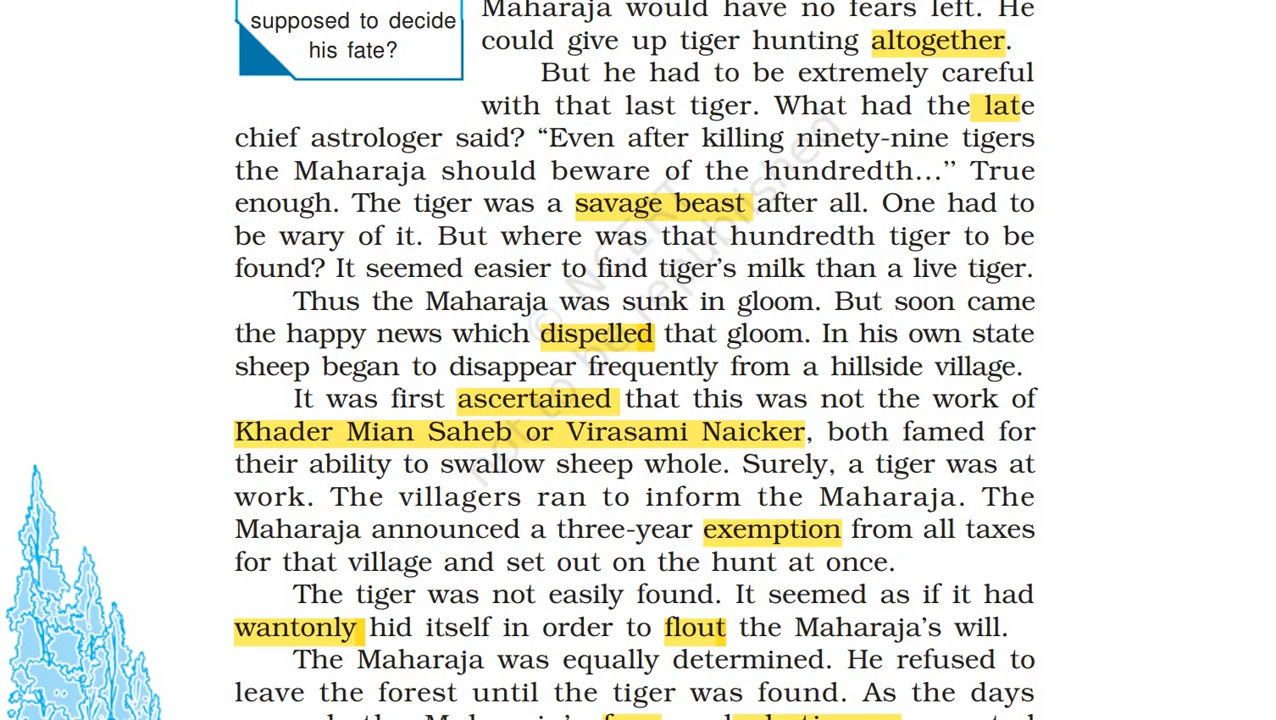 supposed to decide
his fate?
Maharaja would have no fears left. He
could give up tiger hunting altogether.
But he had to be extremely careful
with that last tiger. What had the late
chief astrologer said? “Even after killing ninety-nine tigers
the Maharaja should beware of the hundredth...’’ True
enough. The tiger was a savage beast after all. One had to
be wary of it. But where was that hundredth tiger to be
found? It seemed easier to find tiger’s milk than a live tiger.
Thus the Maharaja was sunk in gloom. But soon came
the happy news which dispelled that gloom. In his own state
sheep began to disappear frequently from a hillside village.
It was first ascertained that this was not the work of
Khader Mian Saheb or Virasami Naicker, both famed for
their ability to swallow sheep whole. Surely, a tiger was at
work. The villagers ran to inform the Maharaja. The
Maharaja announced a three-year exemption from all taxes
for that village and set out on the hunt at once.
The tiger was not easily found. It seemed as if it had
wantonly hid itself in order to flout the Maharaja’s will.
The Maharaja was equally determined. He refused to
leave the forest until the tiger was found. As the days
© NCERT
not to be republished